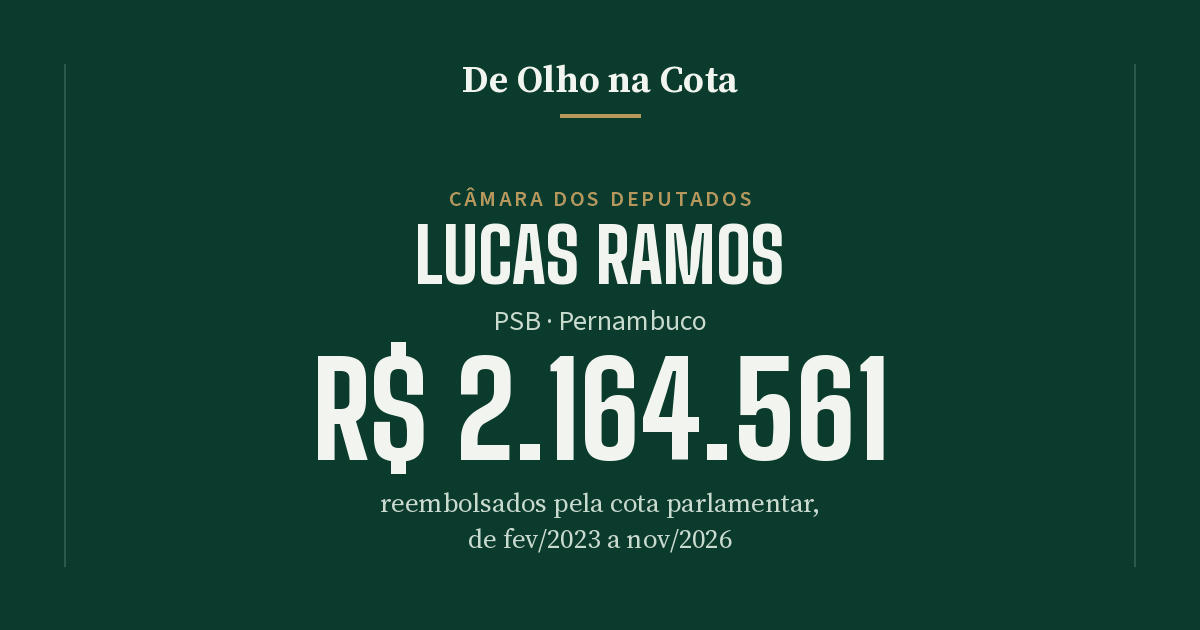 De Olho na Cota
CÂMARA DOS DEPUTADOS
LUCAS RAMOS
PSB · Pernambuco
R$ 2.164.561
reembolsados pela cota parlamentar,
de fev/2023 a nov/2026